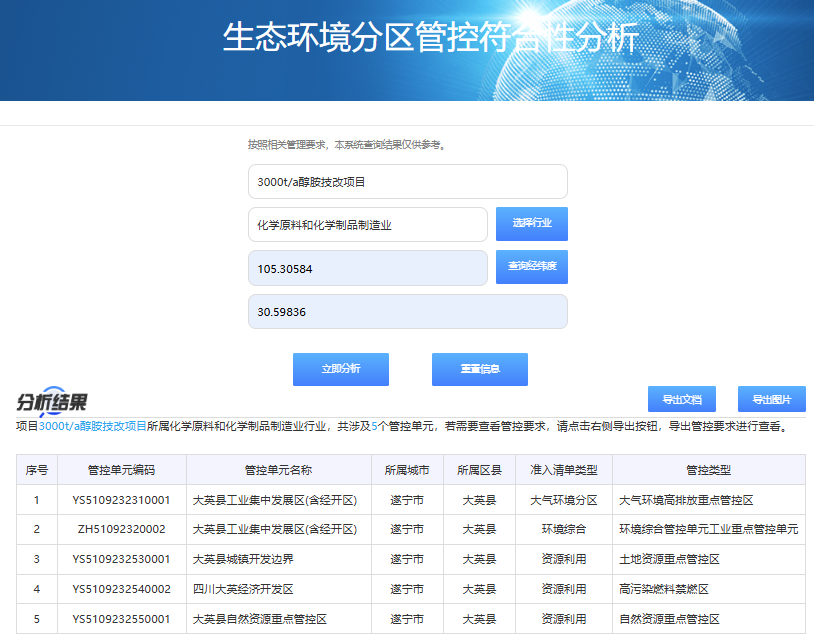 生态环境分区管控符合性分析
按照相关管理要求，本系统查询结果仅供参考。
3000t/a醇胺技改项目
化学原料和化学制品制造业 选择行业
105.30584 查询经纬度
30.59836
立即分析 重置信息
分析结果 导出文档 导出图片
项目3000t/a醇胺技改项目所属化学原料和化学制品制造业行业，共涉及5个管控单元，若需要查看管控要求，请点击右侧导出按钮，导出管控要求进行查看。
序号 管控单元编码 管控单元名称 所属城市 所属区县 准入清单类型 管控类型
1 YS5109232310001 大英县工业集中发展区(含经开区) 遂宁市 大英县 大气环境分区 大气环境高排放重点管控区
2 ZH51092320002 大英县工业集中发展区(含经开区) 遂宁市 大英县 环境综合 环境综合管控单元工业重点管控单元
3 YS5109232530001 大英县城镇开发边界 遂宁市 大英县 资源利用 土地资源重点管控区
4 YS5109232540002 四川大英经济开发区 遂宁市 大英县 资源利用 高污染燃料禁燃区
5 YS5109232550001 大英县自然资源重点管控区 遂宁市 大英县 资源利用 自然资源重点管控区